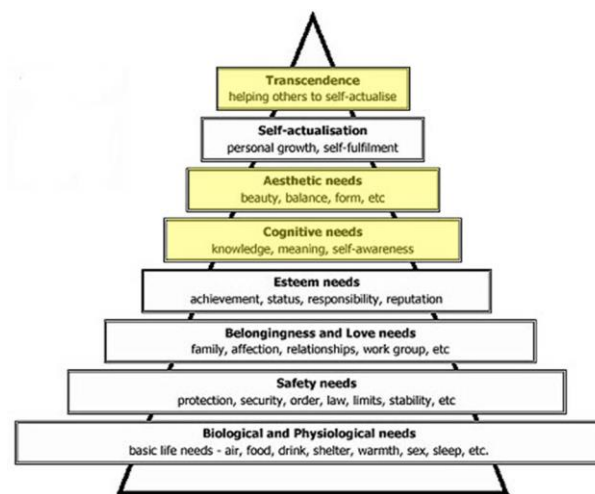 Transcendence
helping others to self-actualise
Self-actualisation
personal growth, self-fulfilment
Aesthetic needs
beauty, balance, form, etc
Cognitive needs
knowledge, meaning, self-awareness
Esteem needs
achievement, status, responsibility, reputation
Belongingness and Love needs
family, affection, relationships, work group, etc
Safety needs
protection, security, order, law, limits, stability, etc
Biological and Physiological needs
basic life needs - air, food, drink, shelter, warmth, sex, sleep, etc.